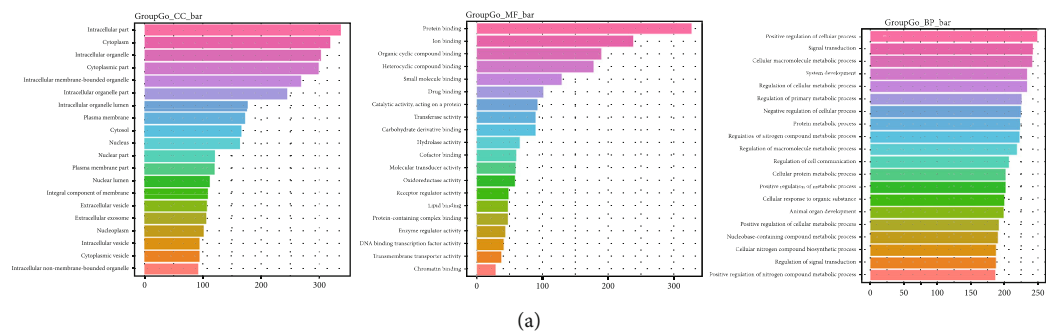 GroupGo_CC_bar
Intracellular part
Cytoplasm
Intracellular organelle
Cytoplasmic part
Intracellular membrane-bounded organelle
Intracellular organelle part
Intracellular organelle lumen
Plasma membrane
Cytosol
Nucleus
Nuclear part
Plasma membrane part
Nuclear lumen
Integral component of membrane
Extracellular vesicle
Extracellular exosome
Nucleoplasm
Intracellular vesicle
Cytoplasmic vesicle
Intracellular non-membrane-bounded organelle
0 100 200 300
GroupGo_MF_bar
Protein binding
Ion binding
Organic cyclic compound binding
Heterocyclic compound binding
Small molecule binding
Drug binding
Catalytic activity, acting on a protein
Transferase activity
Carbohydrate derivative binding
Hydrolase activity
Cofactor binding
Molecular transducer activity
Oxidoreductase activity
Receptor regulator activity
Lipid binding
Protein-containing complex binding
Enzyme regulator activity
DNA binding transcription factor activity
Transmembrane transporter activity
Chromatin binding
0 100 200 300
GroupGo_BP_bar
Positive regulation of cellular process
Signal transduction
Cellular macromolecule metabolic process
System development
Regulation of cellular metabolic process
Regulation of primary metabolic process
Negative regulation of cellular process
Protein metabolic process
Regulation of nitrogen compound metabolic process
Regulation of macromolecule metabolic process
Regulation of cell communication
Cellular protein metabolic process
Positive regulation of metabolic process
Cellular response to organic substance
Animal organ development
Positive regulation of cellular metabolic process
Nucleobase-containing compound metabolic process
Cellular nitrogen compound biosynthetic process
Regulation of signal transduction
Positive regulation of nitrogen compound metabolic process
0 50 100 150 200 250
(a)